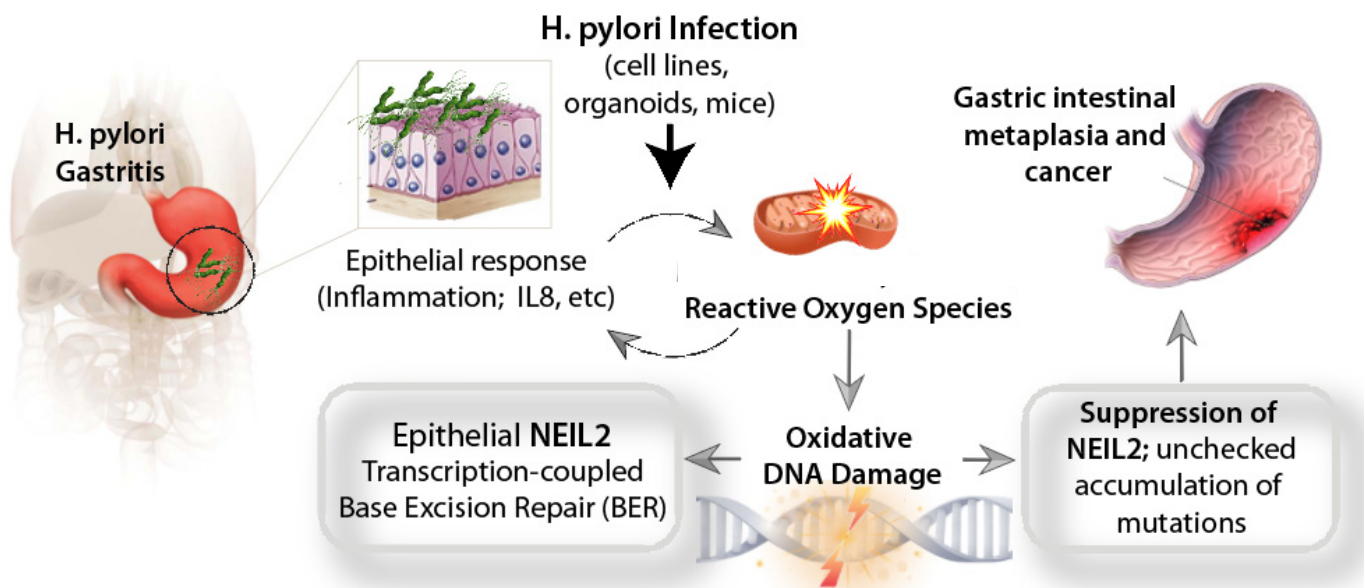 H. pylori Infection
(cell lines,
organoids, mice)
H. pylori
Gastritis
Gastric intestinal
metaplasia and
cancer
Epithelial response
(Inflammation; IL8, etc)
Reactive Oxygen Species
Epithelial NEIL2
Transcription-coupled
Base Excision Repair (BER)
Oxidative
DNA Damage
Suppression of
NEIL2; unchecked
accumulation of
mutations